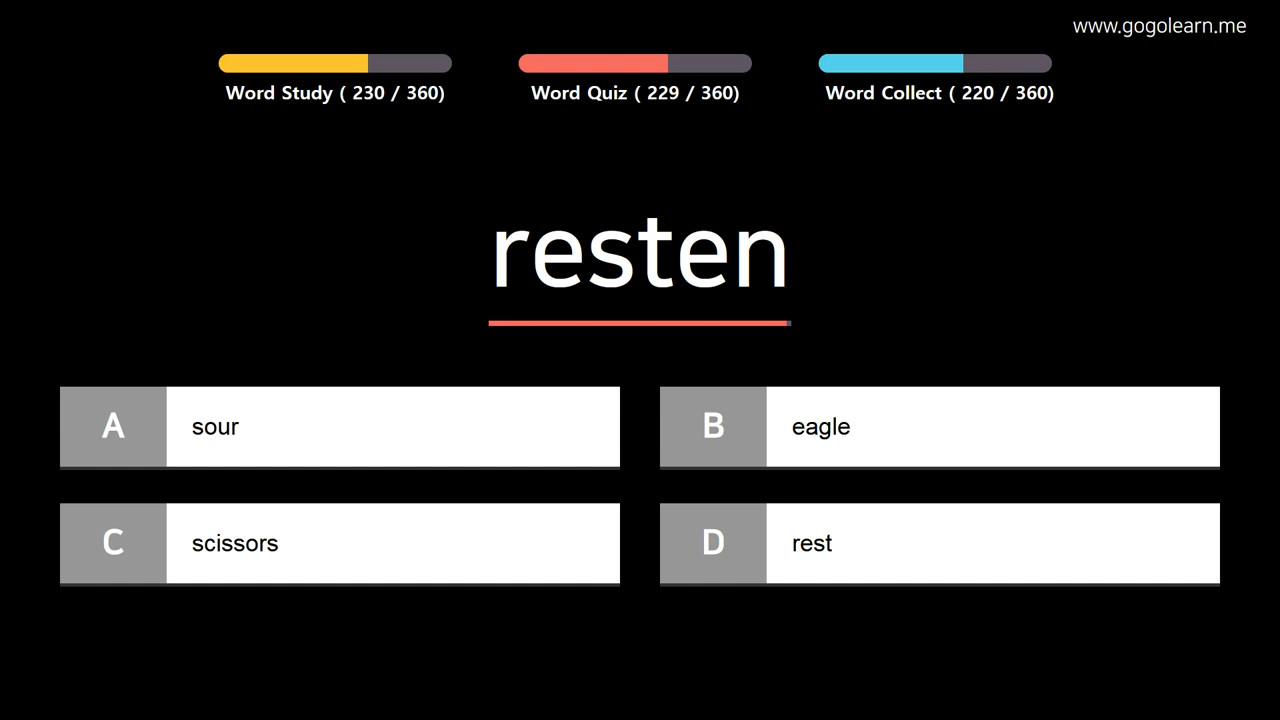 www.gogolearn.me
Word Study ( 230 / 360)
Word Quiz ( 229 / 360)
Word Collect ( 220 / 360)
resten
A sour
B eagle
C scissors
D rest